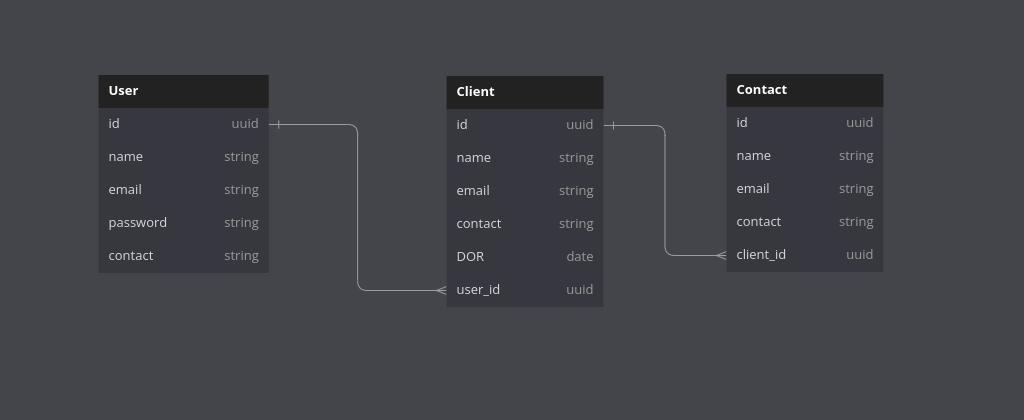 User
id uuid
name string
email string
password string
contact string
Client
id uuid
name string
email string
contact string
DOR date
user_id uuid
Contact
id uuid
name string
email string
contact string
client_id uuid